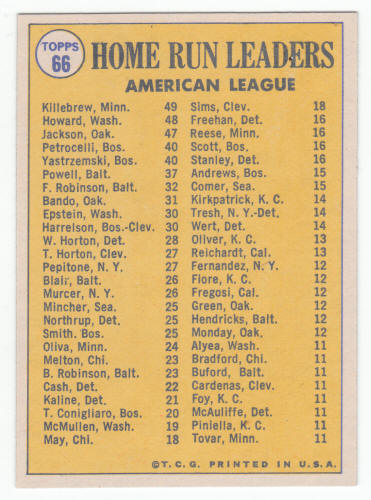 TOPPS
66
HOME RUN LEADERS
AMERICAN LEAGUE
Killebrew, Minn. 49
Howard, Wash. 48
Jackson, Oak. 47
Petrocelli, Bos. 40
Yastrzemski, Bos. 40
Powell, Balt. 37
F. Robinson, Balt. 32
Bando, Oak. 31
Epstein, Wash. 30
Harrelson, Bos.-Clev. 30
W. Horton, Det. 28
T. Horton, Clev. 27
Pepitone, N. Y. 27
Blair, Balt. 26
Murcer, N. Y. 26
Mincher, Sea. 25
Northrup, Det. 25
Smith. Bos. 25
Oliva, Minn. 24
Melton, Chi. 23
B. Robinson, Balt. 23
Cash, Det. 22
Kaline, Det. 21
T. Conigliaro, Bos. 20
McMullen, Wash. 19
May, Chi. 18
Sims, Clev. 18
Freehan, Det. 16
Reese, Minn. 16
Scott, Bos. 16
Stanley, Det. 16
Andrews, Bos. 15
Comer, Sea. 15
Kirkpatrick, K. C. 14
Tresh, N. Y.-Det. 14
Wert, Det. 14
Oliver, K. C. 13
Reichardt, Cal. 13
Fernandez, N. Y. 12
Fiore, K. C. 12
Fregosi, Cal. 12
Green, Oak. 12
Hendricks, Balt. 12
Monday, Oak. 12
Alyea, Wash. 11
Bradford, Chi. 11
Buford, Balt. 11
Cardenas, Clev. 11
Foy, K. C. 11
McAuliffe, Det. 11
Piniella, K. C. 11
Tovar, Minn. 11
© T. C. G. PRINTED IN U. S. A.